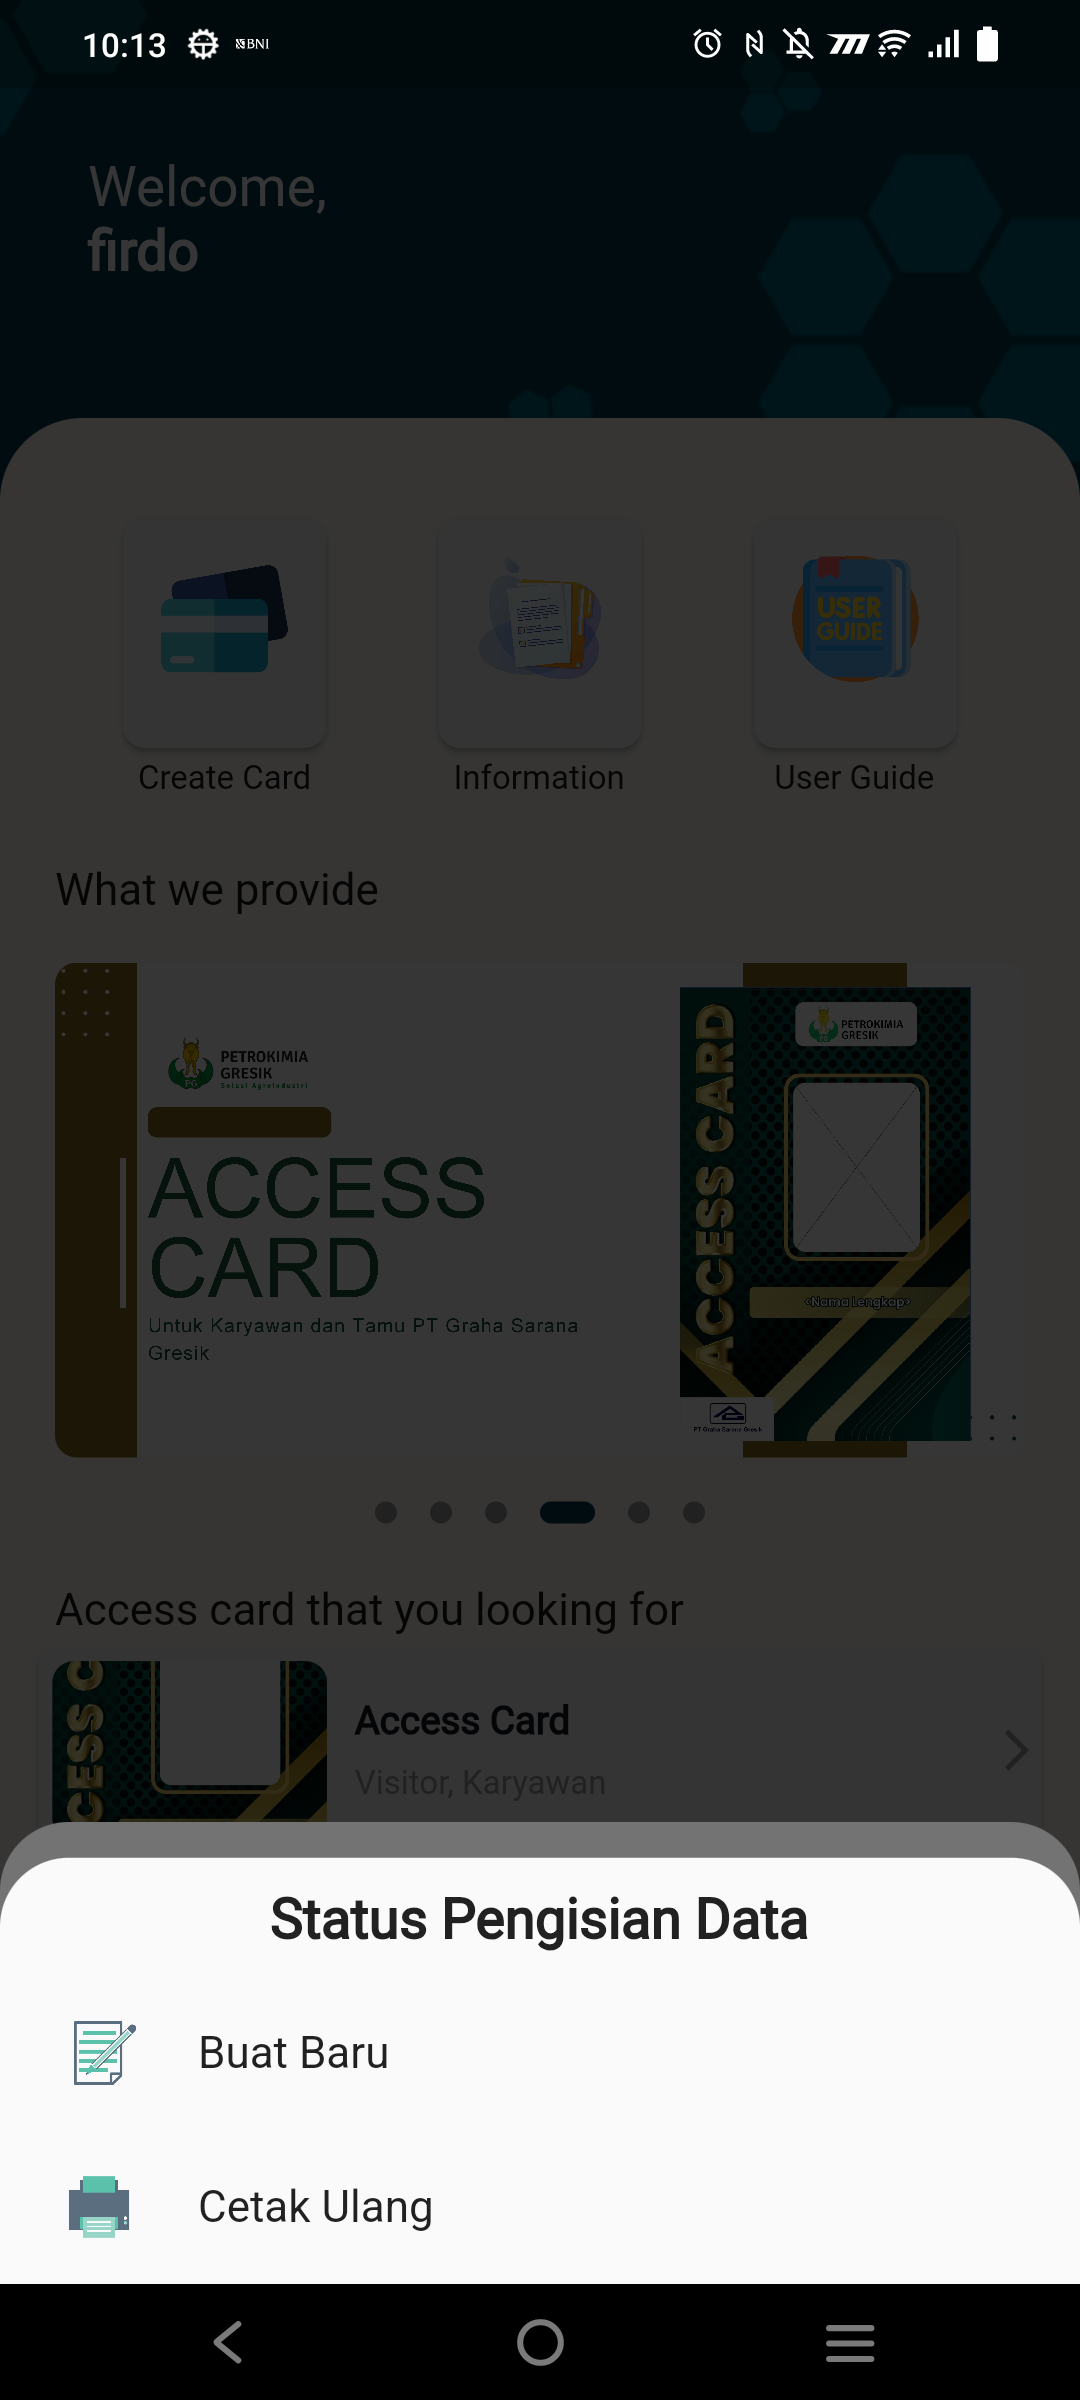 10:13 BNI
Welcome,
firdo
USER
GUIDE
Create Card
Information
User Guide
What we provide
PETROKIMIA
GRESIK
Solusi Agroindustri
PG
ACCESS
CARD
Untuk Karyawan dan Tamu PT Graha Sarana
Gresik
ACCESS CARD
PETROKIMIA
GRESIK
<Nama Lengkap>
PT Graha Sarana Gresik
Access card that you looking for
CESS C
Access Card
Visitor, Karyawan
Status Pengisian Data
Buat Baru
Cetak Ulang